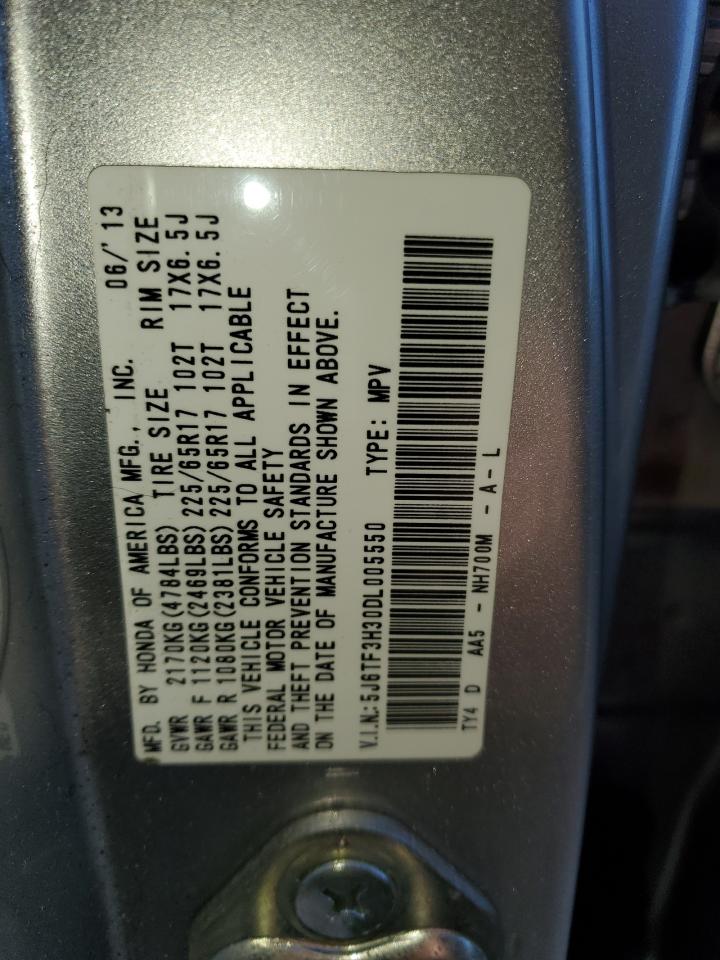 MFD. BY HONDA OF AMERICA MFG., INC. 06/'13
GVWR 2170KG(4784LBS) TIRE SIZE RIM SIZE
GAWR F 1120KG(2469LBS) 225/65R17 102T 17X6.5J
GAWR R 1080KG(2381LBS) 225/65R17 102T 17X6.5J
THIS VEHICLE CONFORMS TO ALL APPLICABLE
FEDERAL MOTOR VEHICLE SAFETY
AND THEFT PREVENTION STANDARDS IN EFFECT
ON THE DATE OF MANUFACTURE SHOWN ABOVE.
V.I.N.: 5J6TF3H30DL005550 TYPE: MPV
TY4 D AA5 - NH700M - A - L